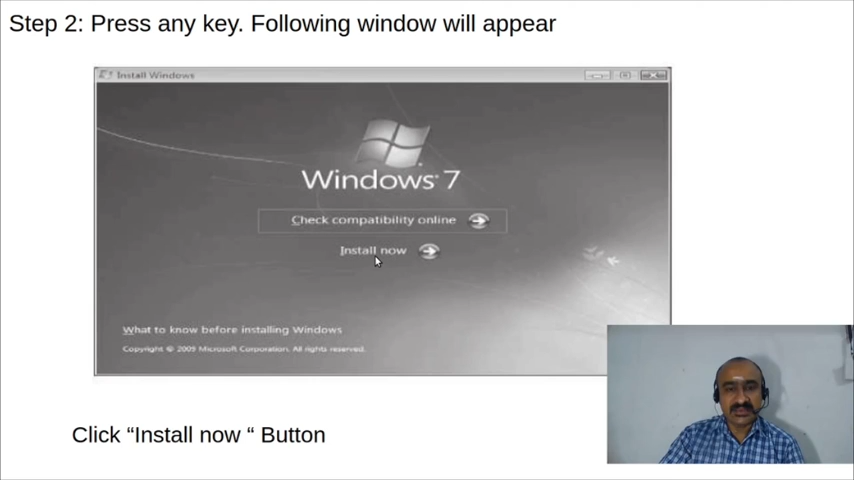 Step 2: Press any key. Following window will appear
Install Windows
Windows 7
Check compatibility online
Install now
What to know before installing Windows
Copyright © 2009 Microsoft Corporation. All rights reserved.
Click “Install now “ Button